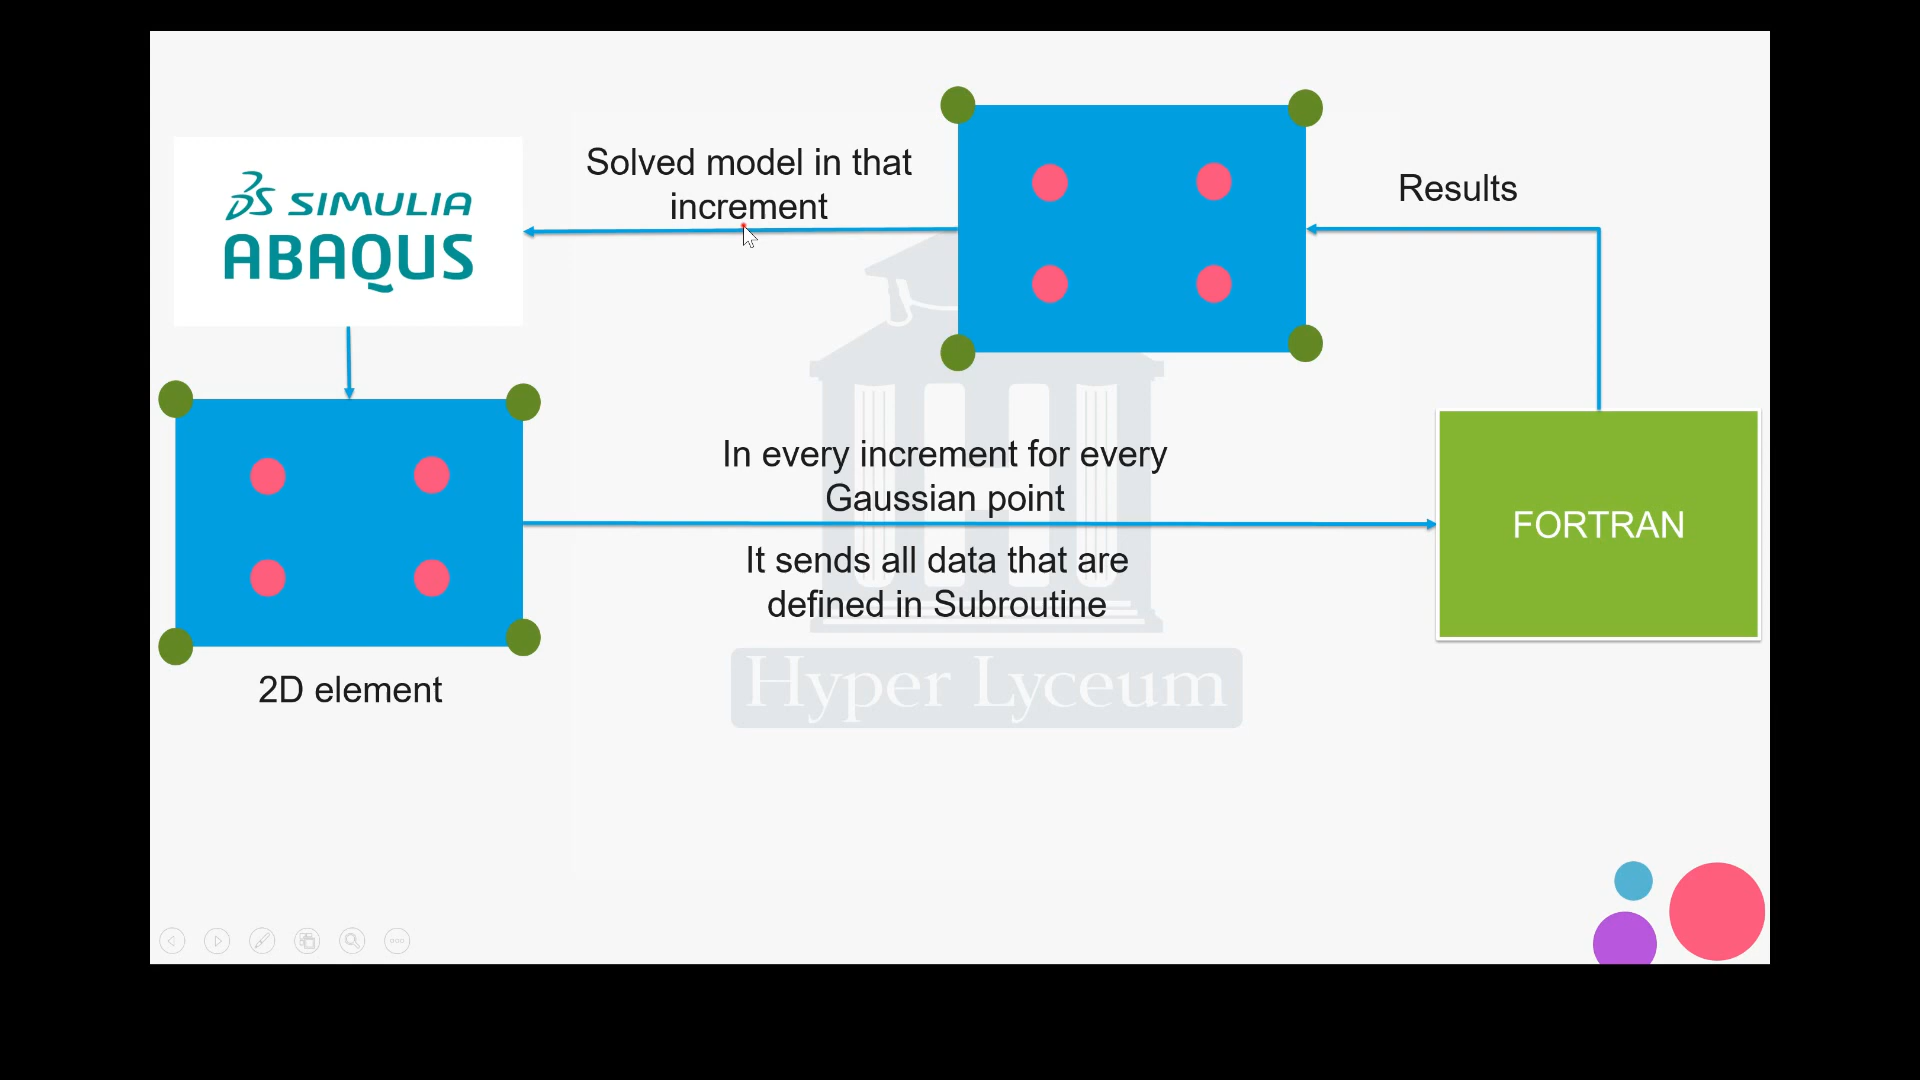 SIMULIA
ABAQUS
Solved model in that
increment
Results
In every increment for every
Gaussian point
It sends all data that are
defined in Subroutine
FORTRAN
2D element
Hyper Lyceum